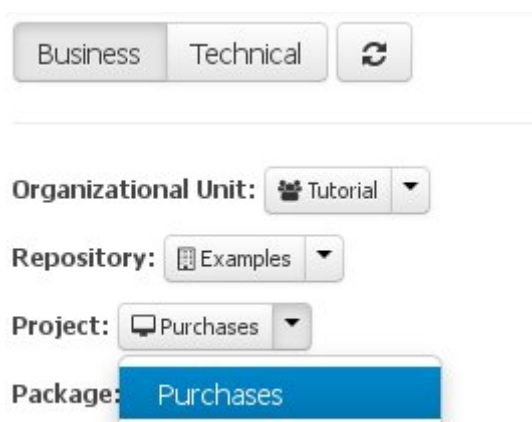 Business Technical
Organizational Unit: Tutorial
Repository: Examples
Project: Purchases
Package: Purchases